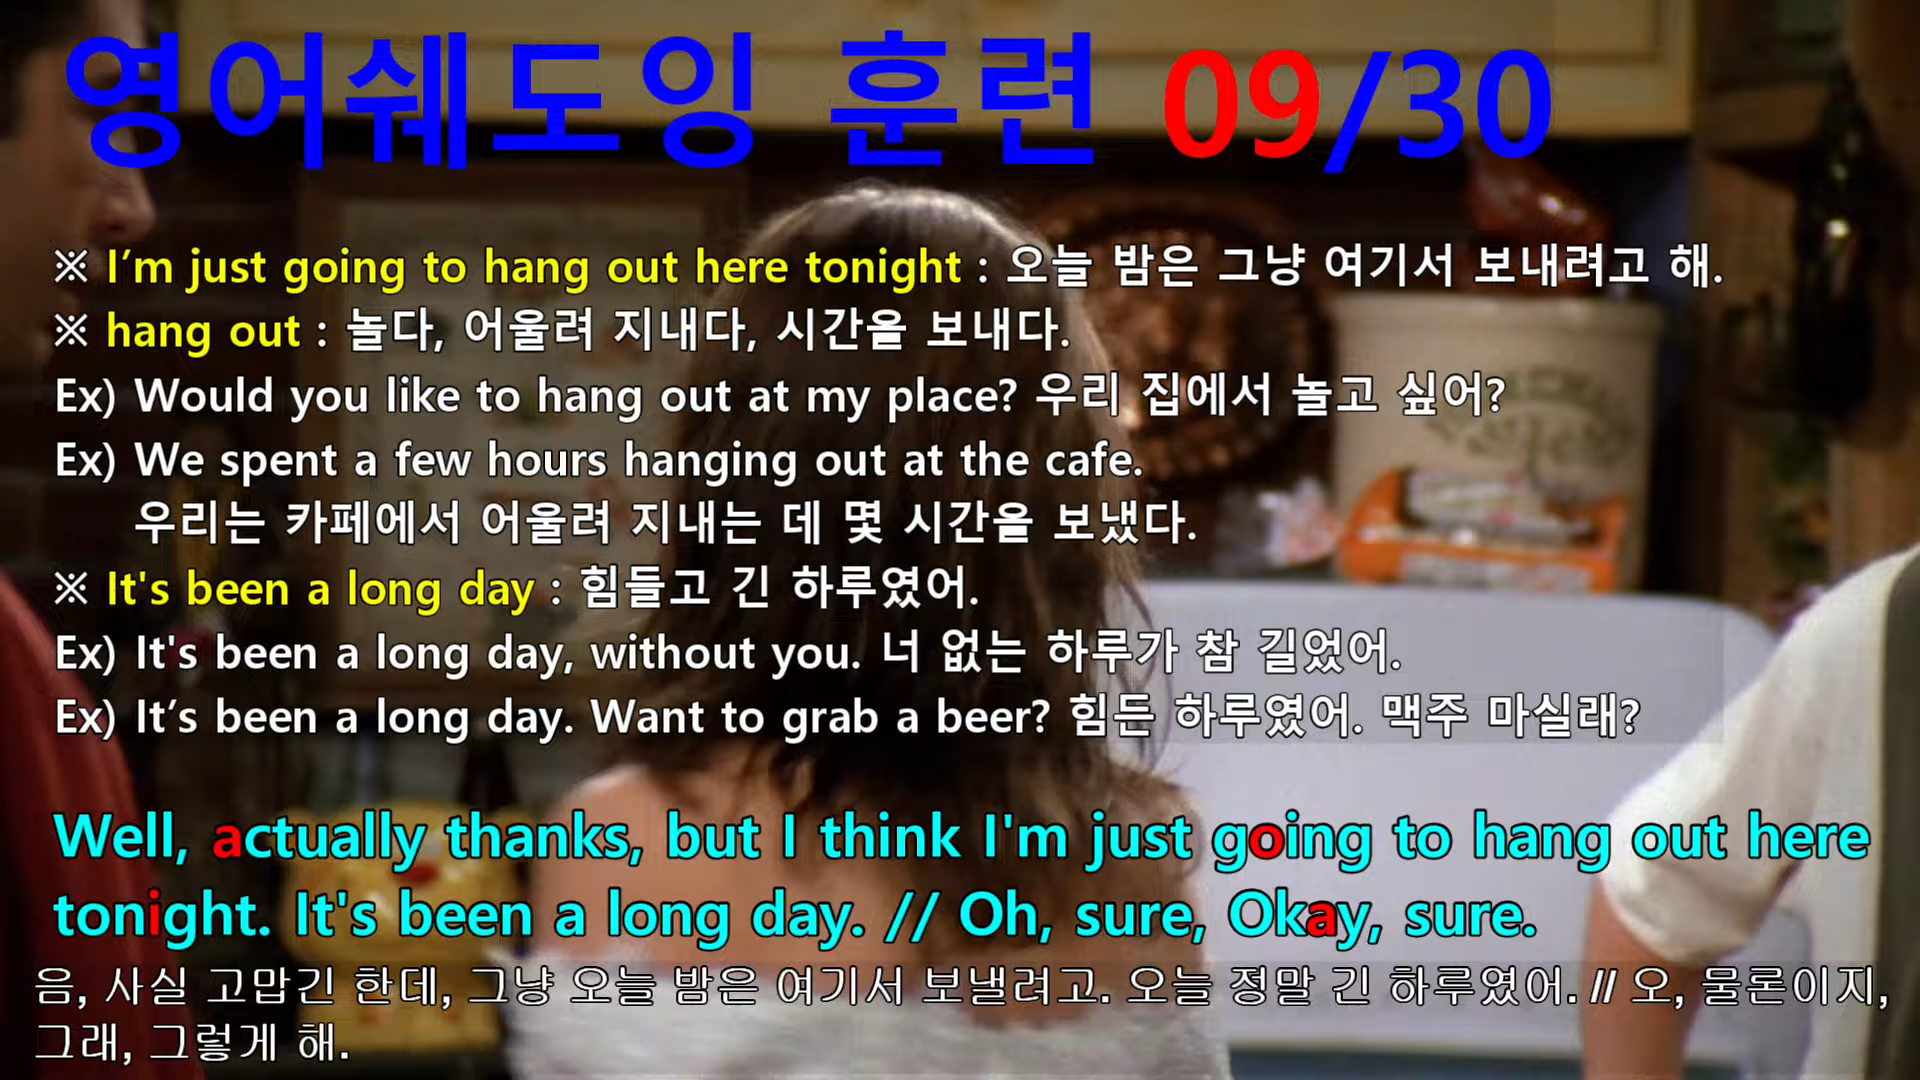 영어쉐도잉 훈련 09/30
※ I’m just going to hang out here tonight : 오늘 밤은 그냥 여기서 보내려고 해.
※ hang out : 놀다, 어울려 지내다, 시간을 보내다.
Ex) Would you like to hang out at my place? 우리 집에서 놀고 싶어?
Ex) We spent a few hours hanging out at the cafe.
우리는 카페에서 어울려 지내는 데 몇 시간을 보냈다.
※ It's been a long day : 힘들고 긴 하루였어.
Ex) It's been a long day, without you. 너 없는 하루가 참 길었어.
Ex) It’s been a long day. Want to grab a beer? 힘든 하루였어. 맥주 마실래?
Well, actually thanks, but I think I'm just going to hang out here
tonight. It's been a long day. // Oh, sure, Okay, sure.
음, 사실 고맙긴 한데, 그냥 오늘 밤은 여기서 보낼려고. 오늘 정말 긴 하루였어. // 오, 물론이지,
그래, 그렇게 해.